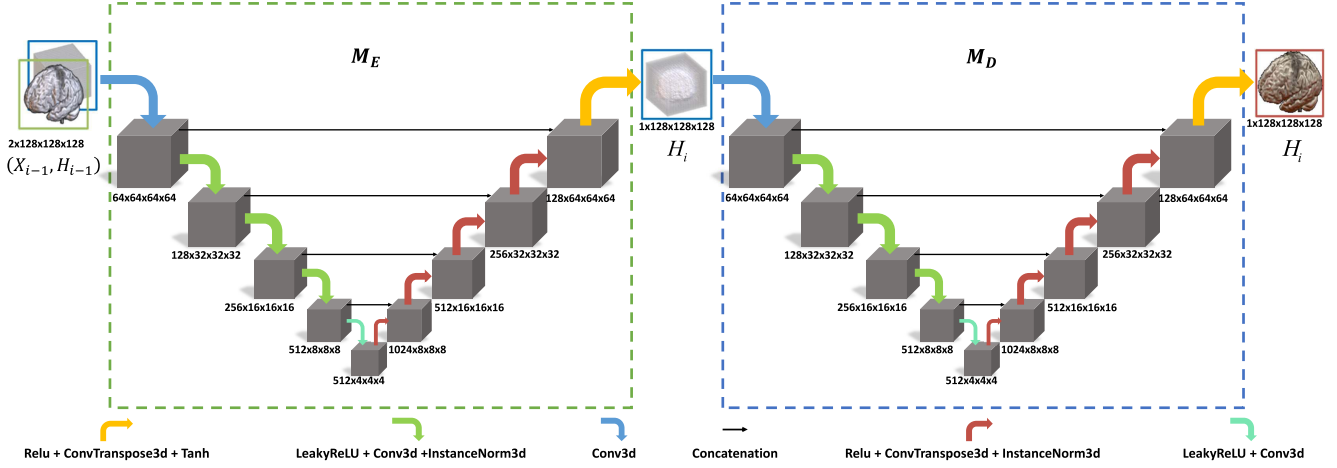 M_E
M_D
2x128x128x128
(X_{i-1}, H_{i-1})
64x64x64x64
128x32x32x32
256x16x16x16
512x8x8x8
512x4x4x4
1024x8x8x8
512x16x16x16
256x32x32x32
128x64x64x64
1x128x128x128
H_i
64x64x64x64
128x32x32x32
256x16x16x16
512x8x8x8
512x4x4x4
1024x8x8x8
512x16x16x16
256x32x32x32
128x64x64x64
1x128x128x128
H_i
Relu + ConvTranspose3d + Tanh
LeakyReLU + Conv3d +InstanceNorm3d
Conv3d
Concatenation
Relu + ConvTranspose3d + InstanceNorm3d
LeakyReLU + Conv3d